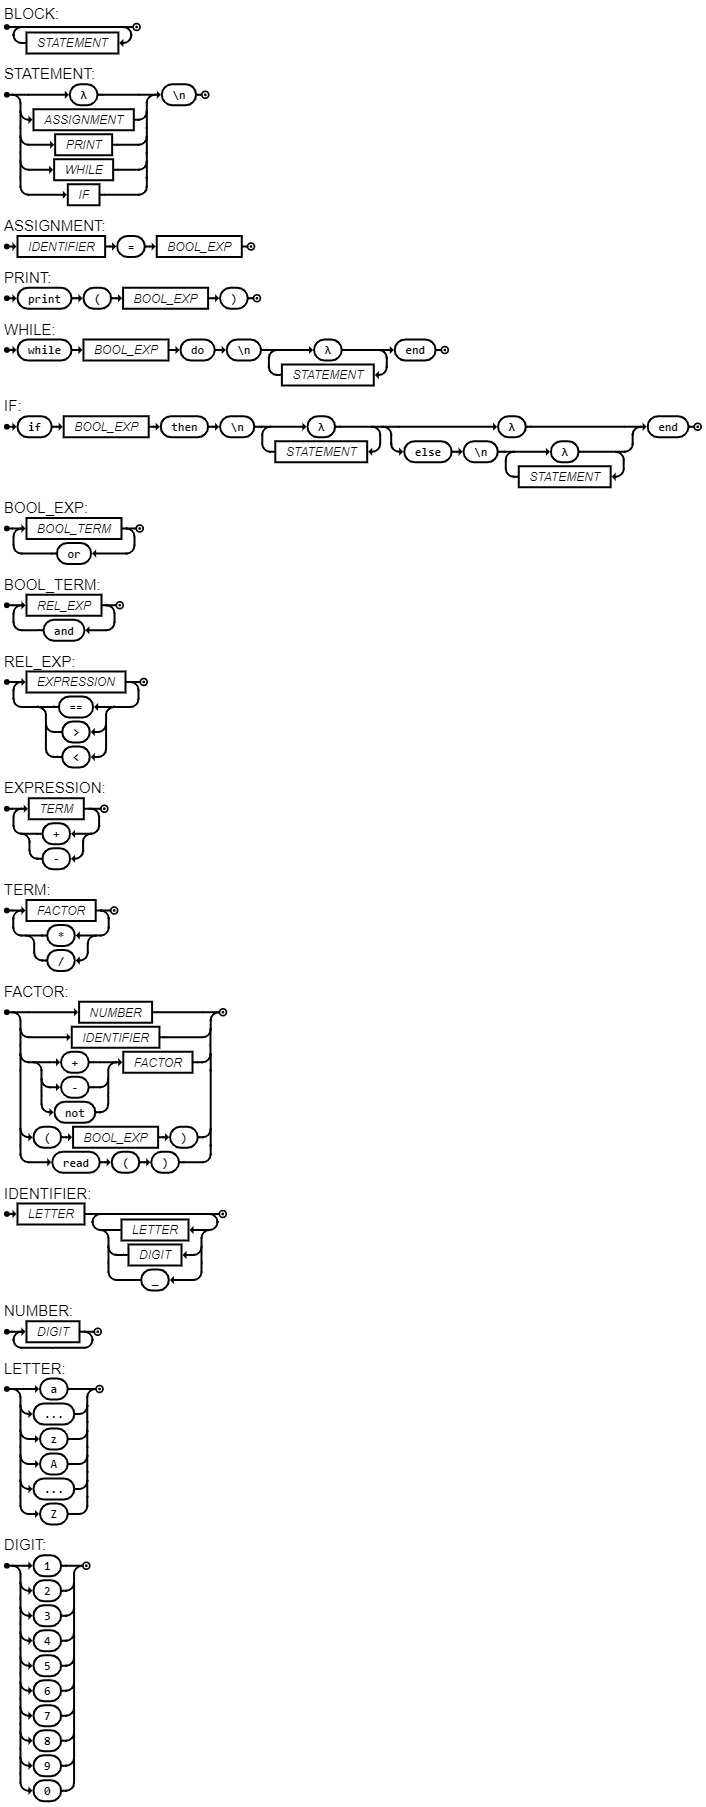 BLOCK:
STATEMENT
STATEMENT:
λ \n
ASSIGNMENT
PRINT
WHILE
IF
ASSIGNMENT:
IDENTIFIER = BOOL_EXP
PRINT:
print ( BOOL_EXP )
WHILE:
while BOOL_EXP do \n λ end
STATEMENT
IF:
if BOOL_EXP then \n λ λ end
STATEMENT else \n λ
STATEMENT
BOOL_EXP:
BOOL_TERM
or
BOOL_TERM:
REL_EXP
and
REL_EXP:
EXPRESSION
==
>
<
EXPRESSION:
TERM
+
-
TERM:
FACTOR
*
/
FACTOR:
NUMBER
IDENTIFIER
+ FACTOR
-
not
( BOOL_EXP )
read ( )
IDENTIFIER:
LETTER
LETTER
DIGIT
_
NUMBER:
DIGIT
LETTER:
a
...
z
A
...
Z
DIGIT:
1
2
3
4
5
6
7
8
9
0